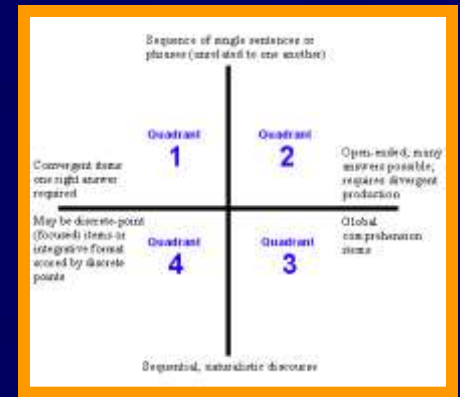 Sequence of single sentences or
phrases (unrelated to one another)
Quadrant
1
Quadrant
2
Convergent items
one right answer
required
Open-ended, many
answers possible;
requires divergent
production
May be discrete-point
(focused) items or
integrative format
scored by discrete
points
Quadrant
4
Quadrant
3
Global
comprehension
items
Sequential, naturalistic discourse